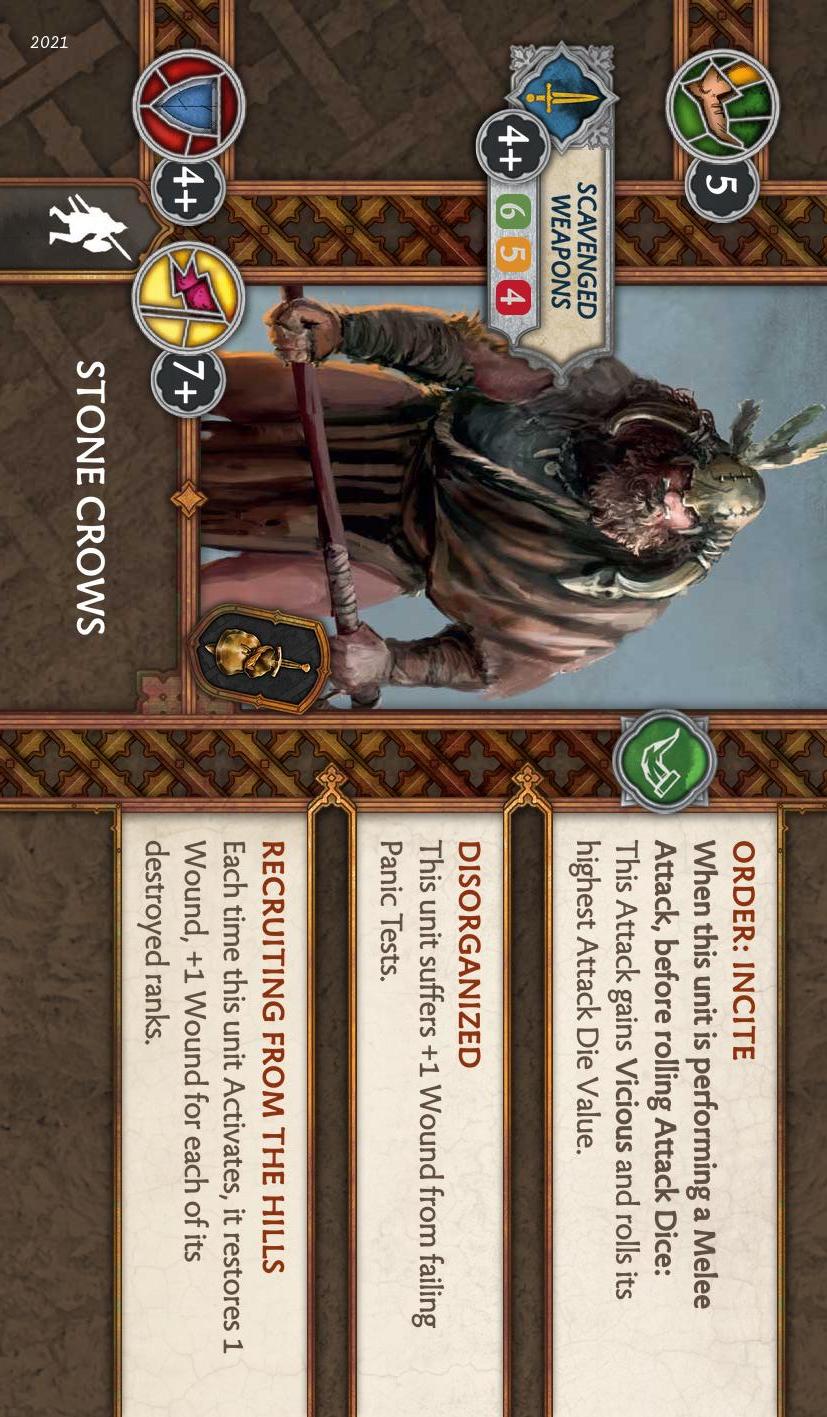 5
SCAVENGED
WEAPONS
4+
6 5 4
4+
7+
STONE CROWS
2021
ORDER: INCITE
When this unit is performing a Melee
Attack, before rolling Attack Dice:
This Attack gains Vicious and rolls its
highest Attack Die Value.
DISORGANIZED
This unit suffers +1 Wound from failing
Panic Tests.
RECRUITING FROM THE HILLS
Each time this unit Activates, it restores 1
Wound, +1 Wound for each of its
destroyed ranks.